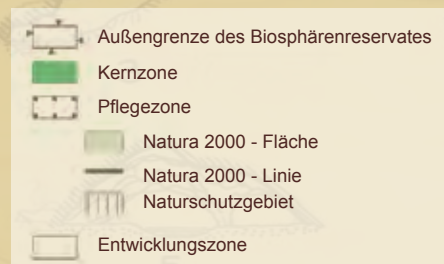 Außengrenze des Biosphärenreservates
Kernzone
Pflegezone
Natura 2000 - Fläche
Natura 2000 - Linie
Naturschutzgebiet
Entwicklungszone